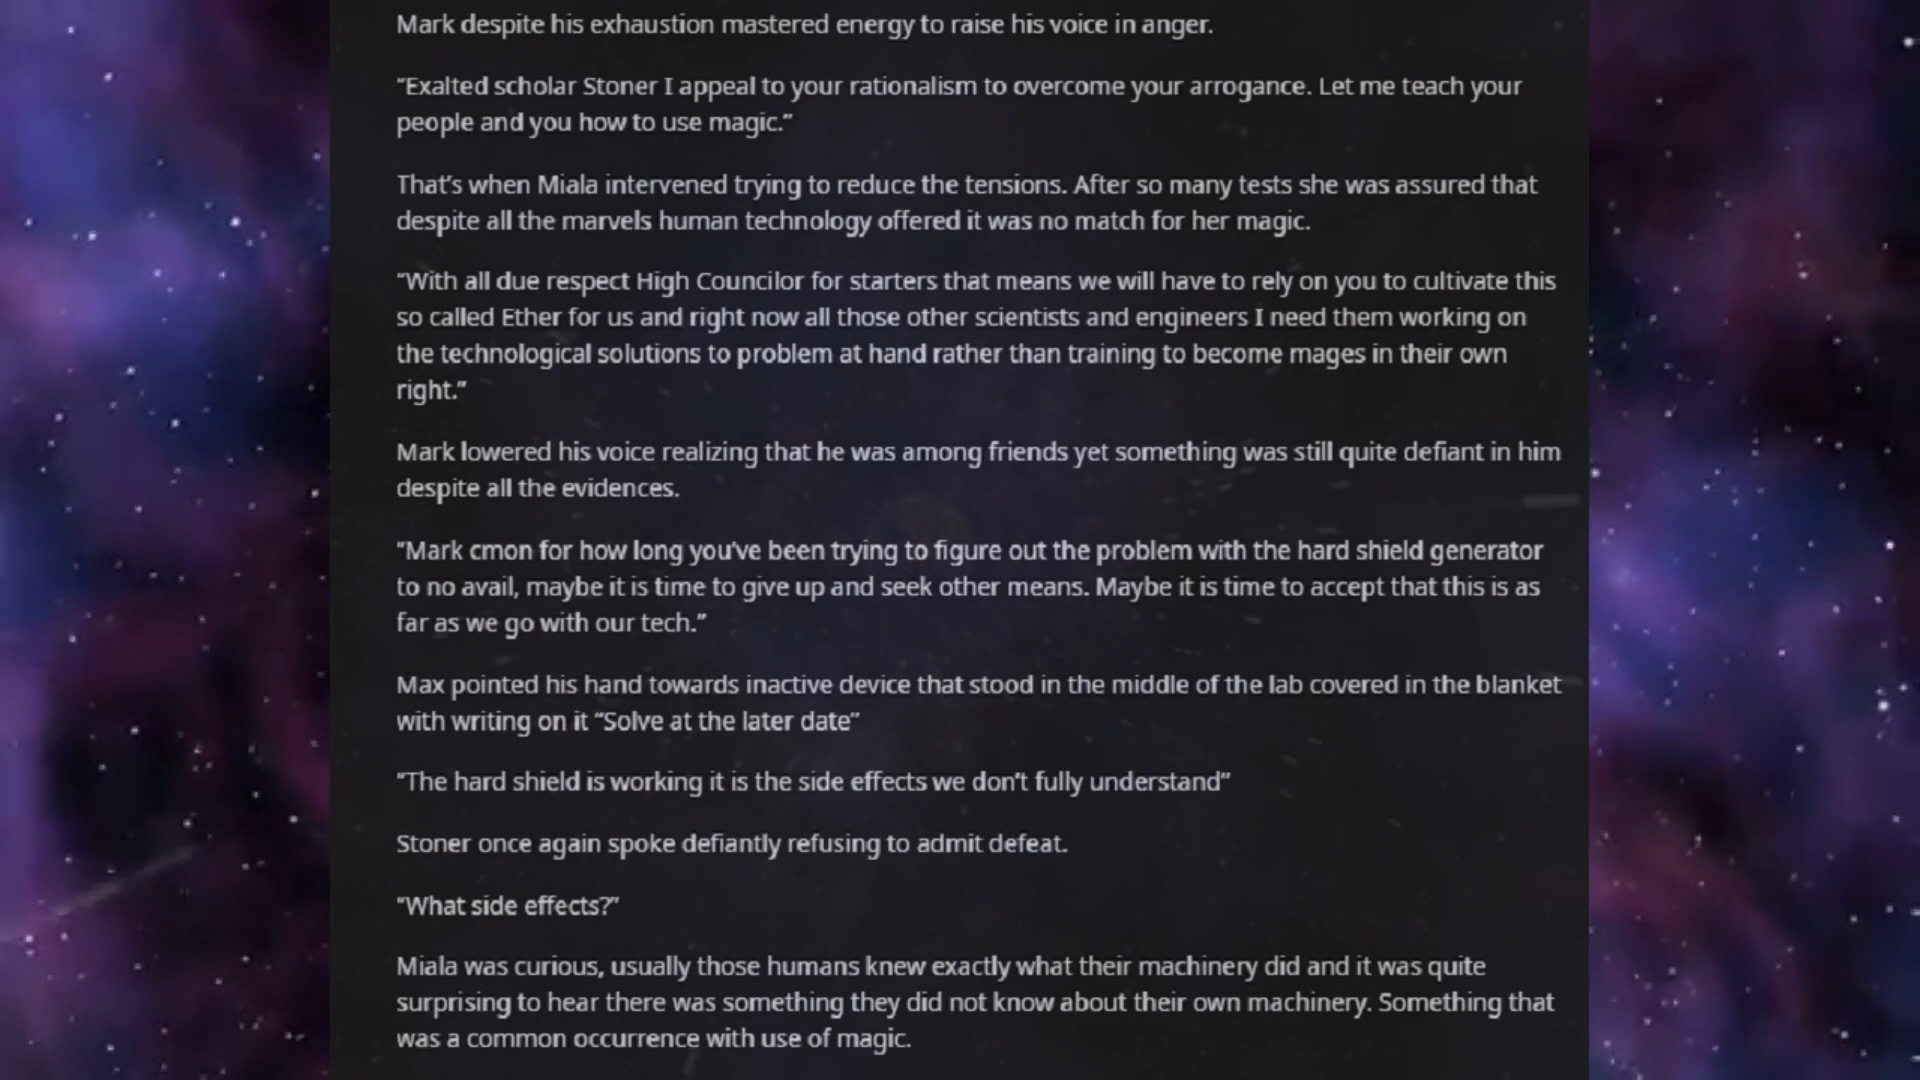 Mark despite his exhaustion mastered energy to raise his voice in anger.
“Exalted scholar Stoner I appeal to your rationalism to overcome your arrogance. Let me teach your
people and you how to use magic.”
That’s when Miala intervened trying to reduce the tensions. After so many tests she was assured that
despite all the marvels human technology offered it was no match for her magic.
“With all due respect High Councilor for starters that means we will have to rely on you to cultivate this
so called Ether for us and right now all those other scientists and engineers I need them working on
the technological solutions to problem at hand rather than training to become mages in their own
right.”
Mark lowered his voice realizing that he was among friends yet something was still quite defiant in him
despite all the evidences.
“Mark cmon for how long you’ve been trying to figure out the problem with the hard shield generator
to no avail, maybe it is time to give up and seek other means. Maybe it is time to accept that this is as
far as we go with our tech.”
Max pointed his hand towards inactive device that stood in the middle of the lab covered in the blanket
with writing on it “Solve at the later date”
“The hard shield is working it is the side effects we don’t fully understand”
Stoner once again spoke defiantly refusing to admit defeat.
“What side effects?”
Miala was curious, usually those humans knew exactly what their machinery did and it was quite
surprising to hear there was something they did not know about their own machinery. Something that
was a common occurrence with use of magic.